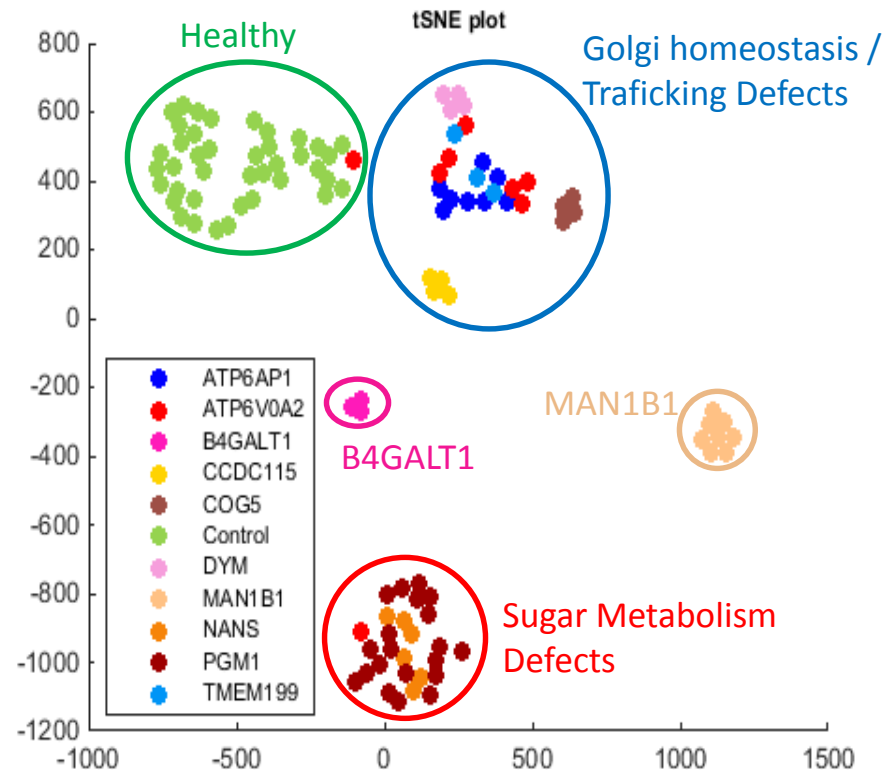 tSNE plot
Healthy
Golgi homeostasis /
Traficking Defects
800
600
400
200
0
-200
-400
-600
-800
-1000
-1200
ATP6AP1
ATP6V0A2
B4GALT1
CCDC115
COG5
Control
DYM
MAN1B1
NANS
PGM1
TMEM199
B4GALT1
MAN1B1
Sugar Metabolism
Defects
-1000 -500 0 500 1000 1500